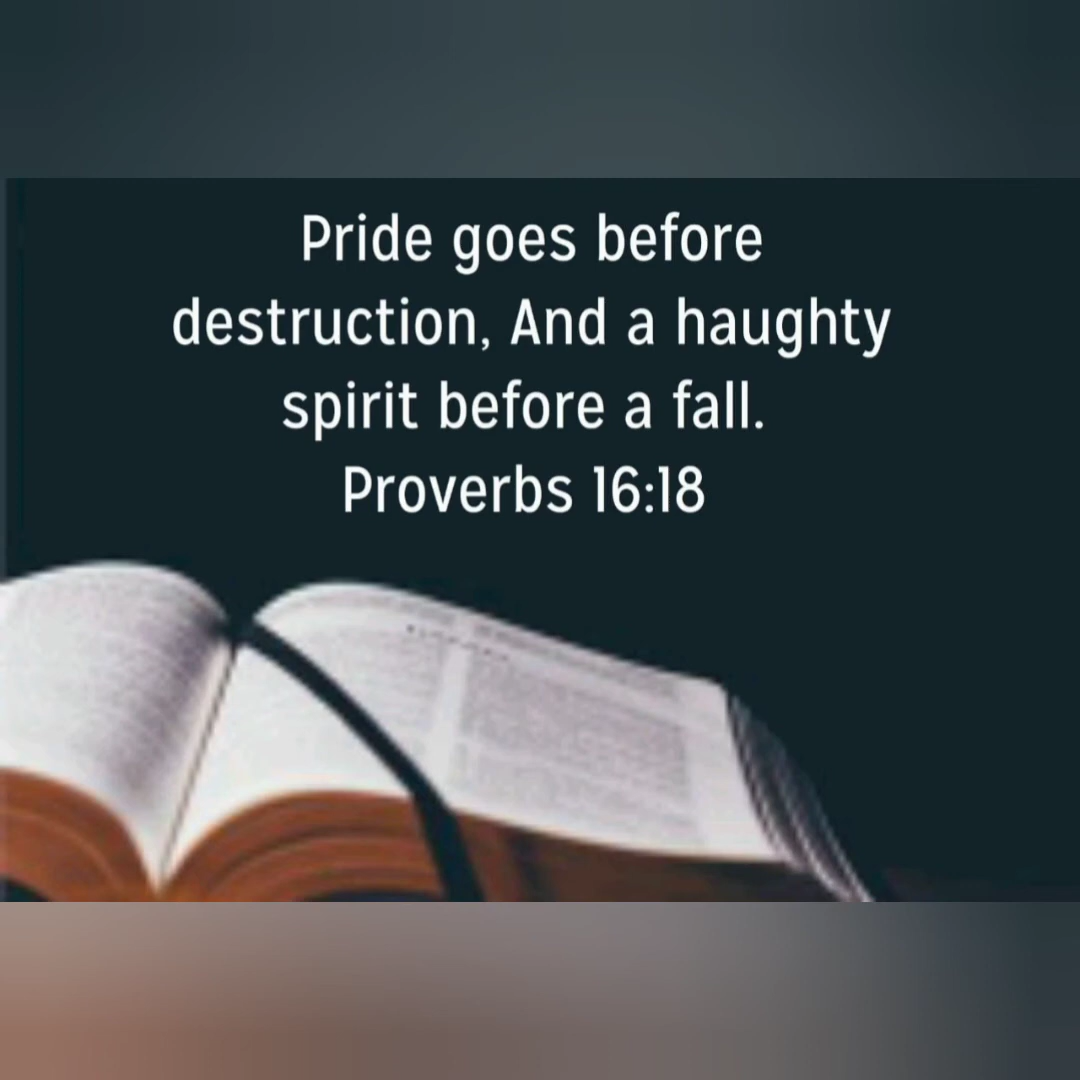 Pride goes before
destruction, And a haughty
spirit before a fall.
Proverbs 16:18